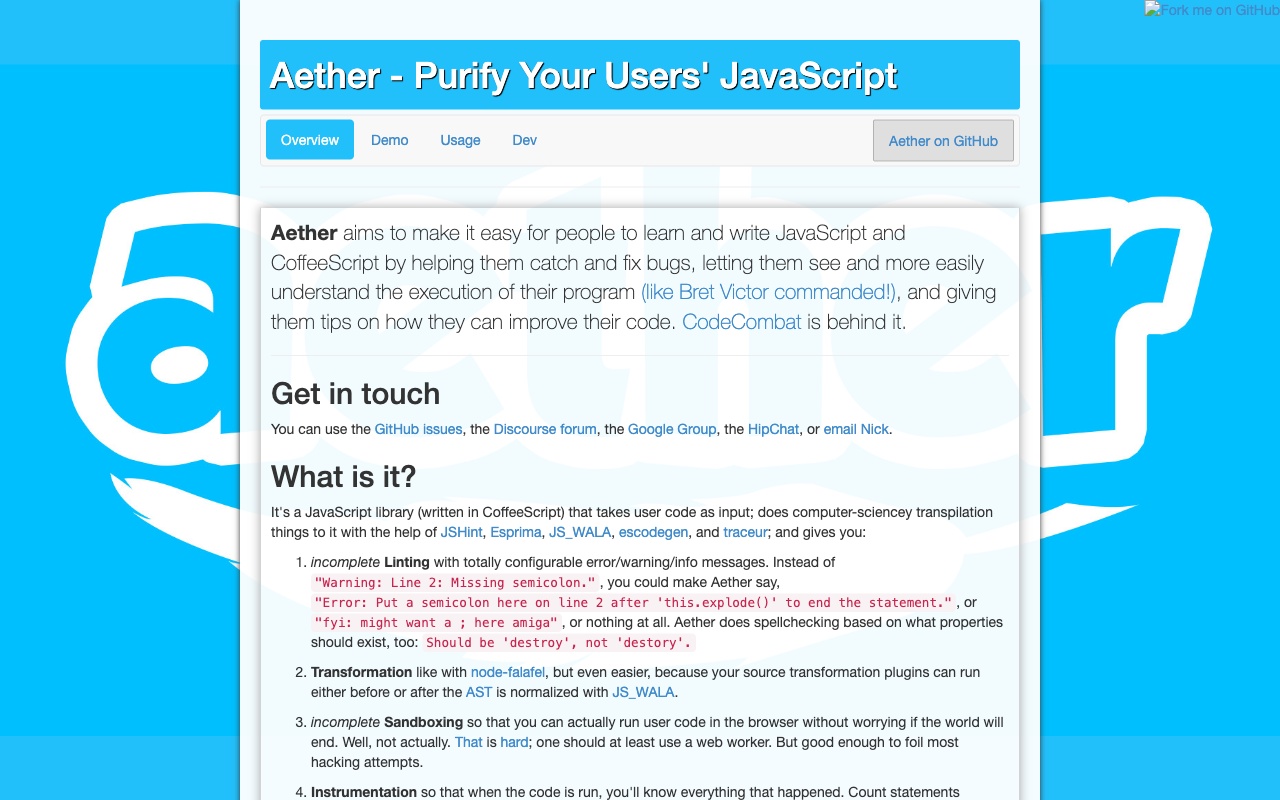 Fork me on GitHub
Aether - Purify Your Users' JavaScript
Overview Demo Usage Dev Aether on GitHub
aether
Aether aims to make it easy for people to learn and write JavaScript and
CoffeeScript by helping them catch and fix bugs, letting them see and more easily
understand the execution of their program (like Bret Victor commanded!), and giving
them tips on how they can improve their code. CodeCombat is behind it.
Get in touch
You can use the GitHub issues, the Discourse forum, the Google Group, the HipChat, or email Nick.
What is it?
It's a JavaScript library (written in CoffeeScript) that takes user code as input; does computer-sciencey transpilation
things to it with the help of JSHint, Esprima, JS_WALA, escodegen, and traceur; and gives you:
1. incomplete Linting with totally configurable error/warning/info messages. Instead of
"Warning: Line 2: Missing semicolon.", you could make Aether say,
"Error: Put a semicolon here on line 2 after 'this.explode()' to end the statement.", or
"fyi: might want a ; here amiga", or nothing at all. Aether does spellchecking based on what properties
should exist, too: Should be 'destroy', not 'destory'.
2. Transformation like with node-falafel, but even easier, because your source transformation plugins can run
either before or after the AST is normalized with JS_WALA.
3. incomplete Sandboxing so that you can actually run user code in the browser without worrying if the world will
end. Well, not actually. That is hard; one should at least use a web worker. But good enough to foil most
hacking attempts.
4. Instrumentation so that when the code is run, you'll know everything that happened. Count statements